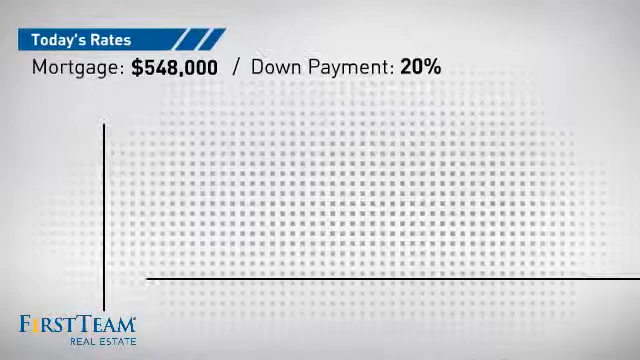 Today's Rates
Mortgage: $548,000 / Down Payment: 20%
FIRSTTEAM®
REAL ESTATE